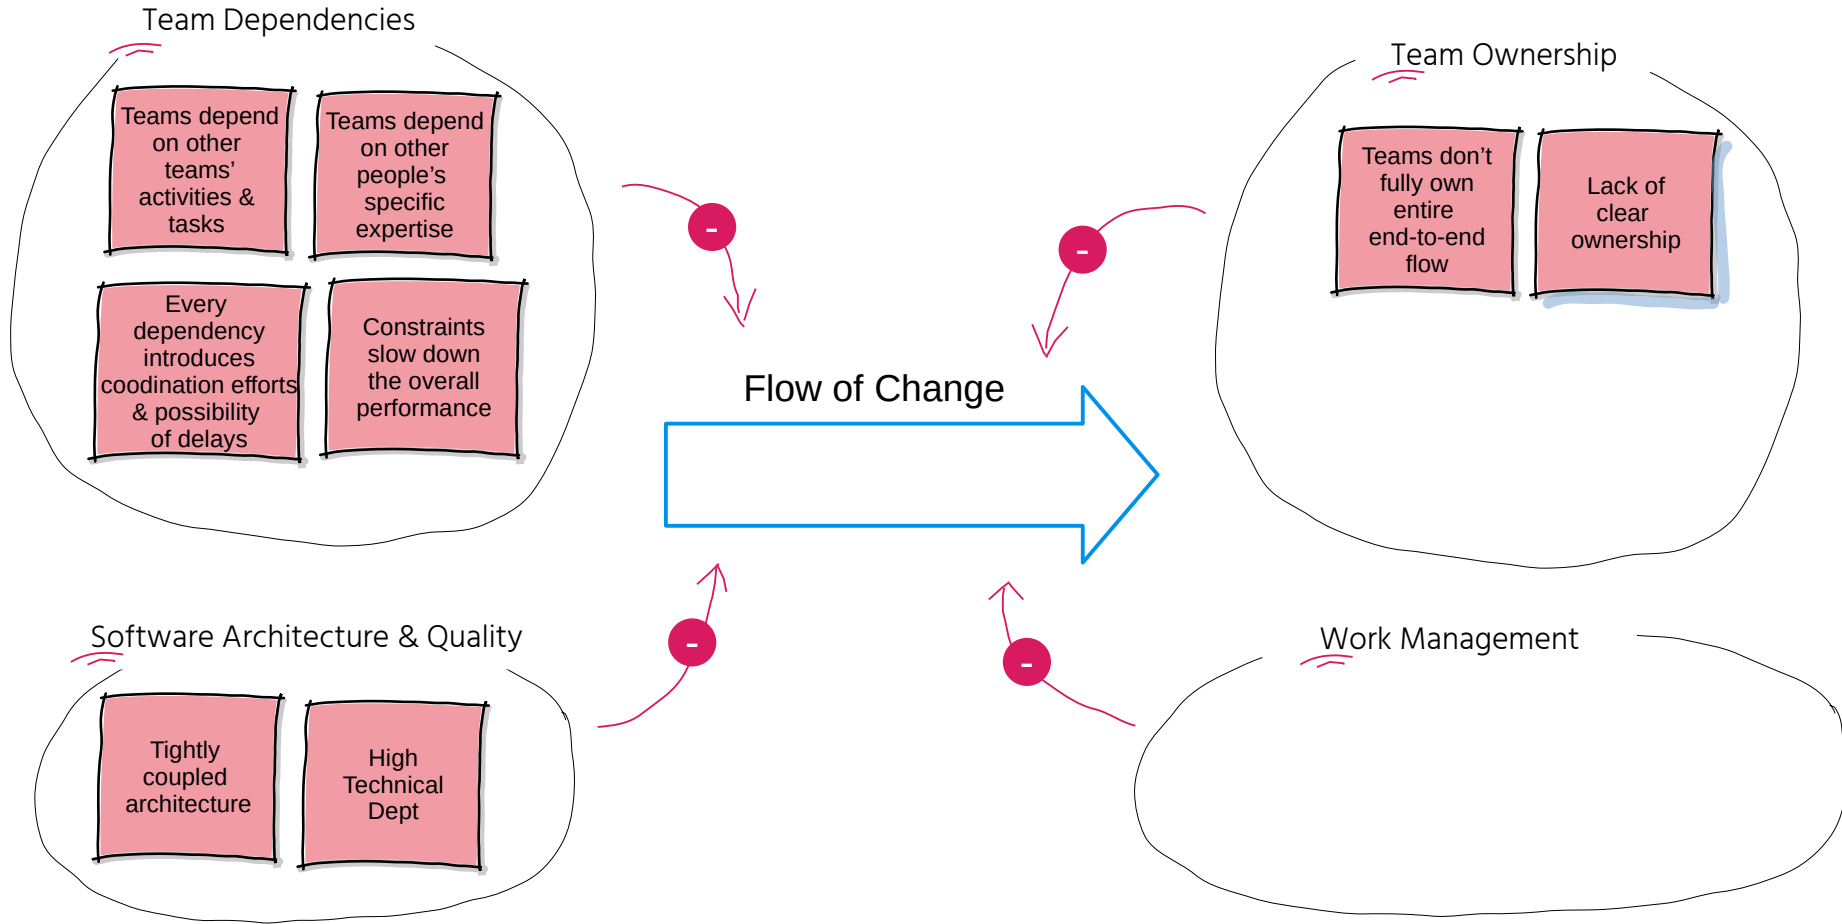 Team Dependencies
Teams depend
on other
teams’
activities &
tasks
Teams depend
on other
people’s
specific
expertise
Every
dependency
introduces
coodination efforts
& possibility
of delays
Constraints
slow down
the overall
performance
-
-
Team Ownership
Teams don’t
fully own
entire
end-to-end
flow
Lack of
clear
ownership
Flow of Change
Software Architecture & Quality
Tightly
coupled
architecture
High
Technical
Dept
-
-
Work Management